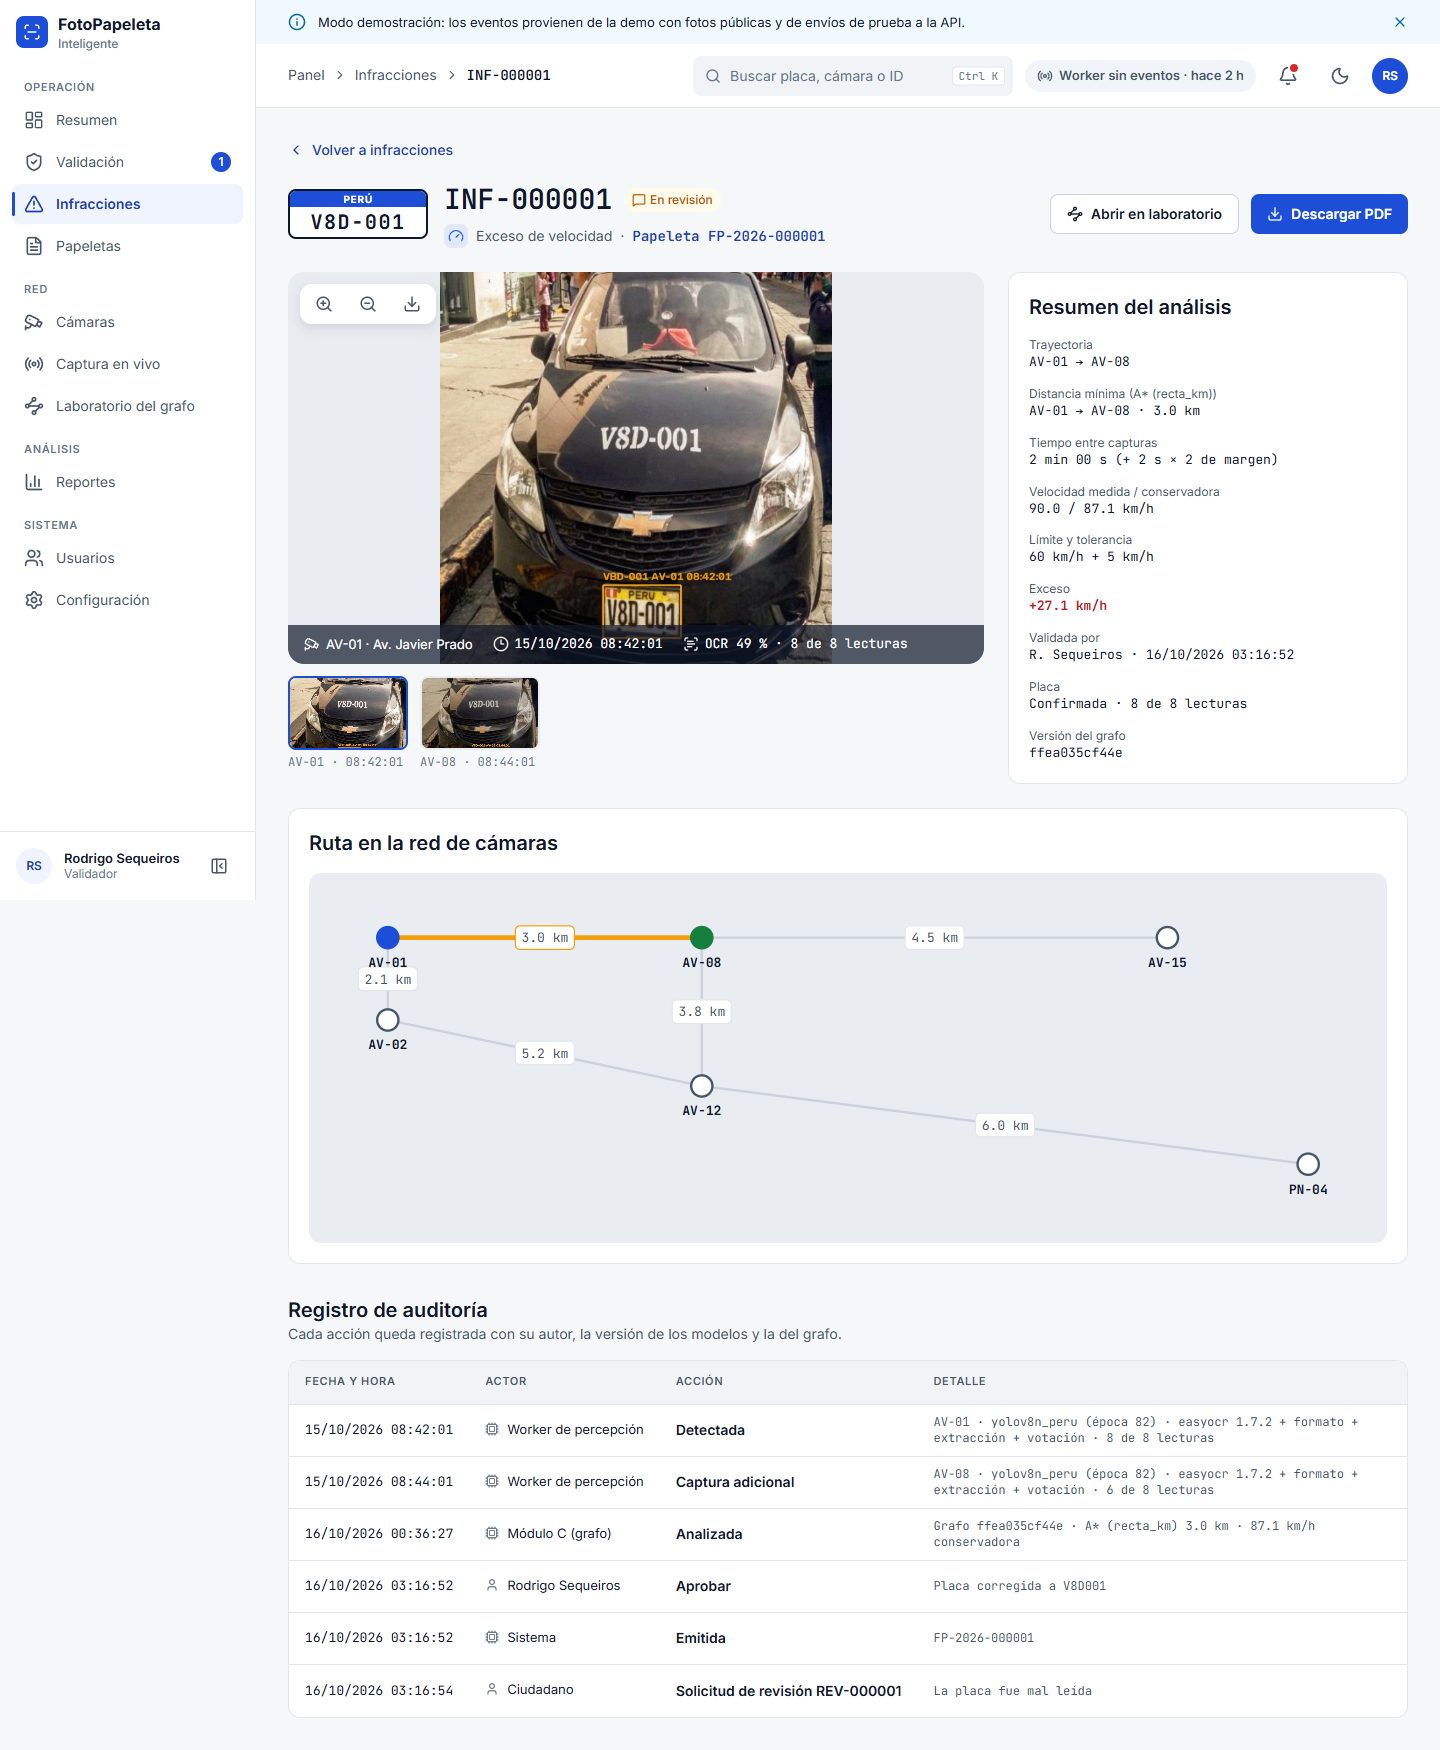 FotoPapeleta
Inteligente
OPERACIÓN
Resumen
Validación
1
Infracciones
Papeletas
RED
Cámaras
Captura en vivo
Laboratorio del grafo
ANÁLISIS
Reportes
SISTEMA
Usuarios
Configuración
RS
Rodrigo Sequeiros
Validador
Modo demostración: los eventos provienen de la demo con fotos públicas y de envíos de prueba a la API.
Panel > Infracciones > INF-000001
Buscar placa, cámara o ID
Ctrl K
Worker sin eventos · hace 2 h
RS
Volver a infracciones
PERÚ
V8D-001
INF-000001
En revisión
Exceso de velocidad · Papeleta FP-2026-000001
Abrir en laboratorio
Descargar PDF
V8D-001
V8D-001 AV-01 08:42:01
PERU
V8D-001
AV-01 · Av. Javier Prado
15/10/2026 08:42:01
OCR 49 % · 8 de 8 lecturas
V8D-001
V8D-001
AV-01 · 08:42:01
AV-08 · 08:44:01
Resumen del análisis
Trayectoria
AV-01 → AV-08
Distancia mínima (A* (recta_km))
AV-01 → AV-08 · 3.0 km
Tiempo entre capturas
2 min 00 s (+ 2 s × 2 de margen)
Velocidad medida / conservadora
90.0 / 87.1 km/h
Límite y tolerancia
60 km/h + 5 km/h
Exceso
+27.1 km/h
Validada por
R. Sequeiros · 16/10/2026 03:16:52
Placa
Confirmada · 8 de 8 lecturas
Versión del grafo
ffea035cf44e
Ruta en la red de cámaras
3.0 km
4.5 km
AV-01
AV-08
AV-15
2.1 km
3.8 km
AV-02
5.2 km
AV-12
6.0 km
PN-04
Registro de auditoría
Cada acción queda registrada con su autor, la versión de los modelos y la del grafo.
FECHA Y HORA ACTOR ACCIÓN DETALLE
15/10/2026 08:42:01 Worker de percepción Detectada AV-01 · yolov8n_peru (época 82) · easyocr 1.7.2 + formato +
extracción + votación · 8 de 8 lecturas
15/10/2026 08:44:01 Worker de percepción Captura adicional AV-08 · yolov8n_peru (época 82) · easyocr 1.7.2 + formato +
extracción + votación · 6 de 8 lecturas
16/10/2026 00:36:27 Módulo C (grafo) Analizada Grafo ffea035cf44e · A* (recta_km) 3.0 km · 87.1 km/h
conservadora
16/10/2026 03:16:52 Rodrigo Sequeiros Aprobar Placa corregida a V8D001
16/10/2026 03:16:52 Sistema Emitida FP-2026-000001
16/10/2026 03:16:54 Ciudadano Solicitud de revisión REV-000001 La placa fue mal leída